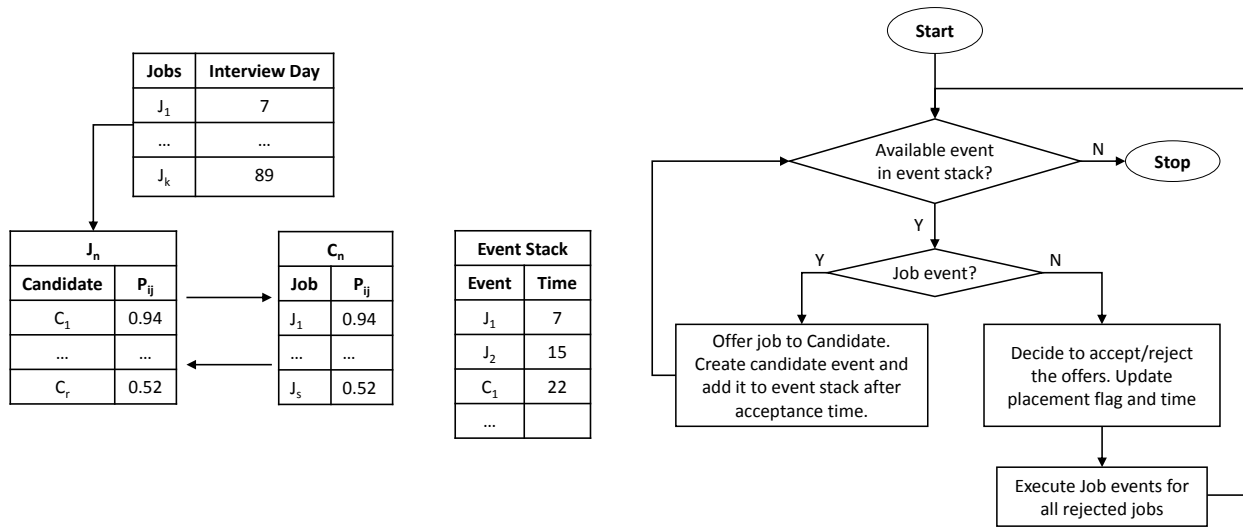 Jobs Interview Day
J1 7
... ...
Jk 89
Jn
Candidate Pij
C1 0.94
... ...
Cr 0.52
Cn
Job Pij
J1 0.94
... ...
Js 0.52
Event Stack
Event Time
J1 7
J2 15
C1 22
...
Start
Available event
in event stack?
N
Stop
Y
Y
Job event?
N
Offer job to Candidate.
Create candidate event and
add it to event stack after
acceptance time.
Decide to accept/reject
the offers. Update
placement flag and time
Execute Job events for
all rejected jobs